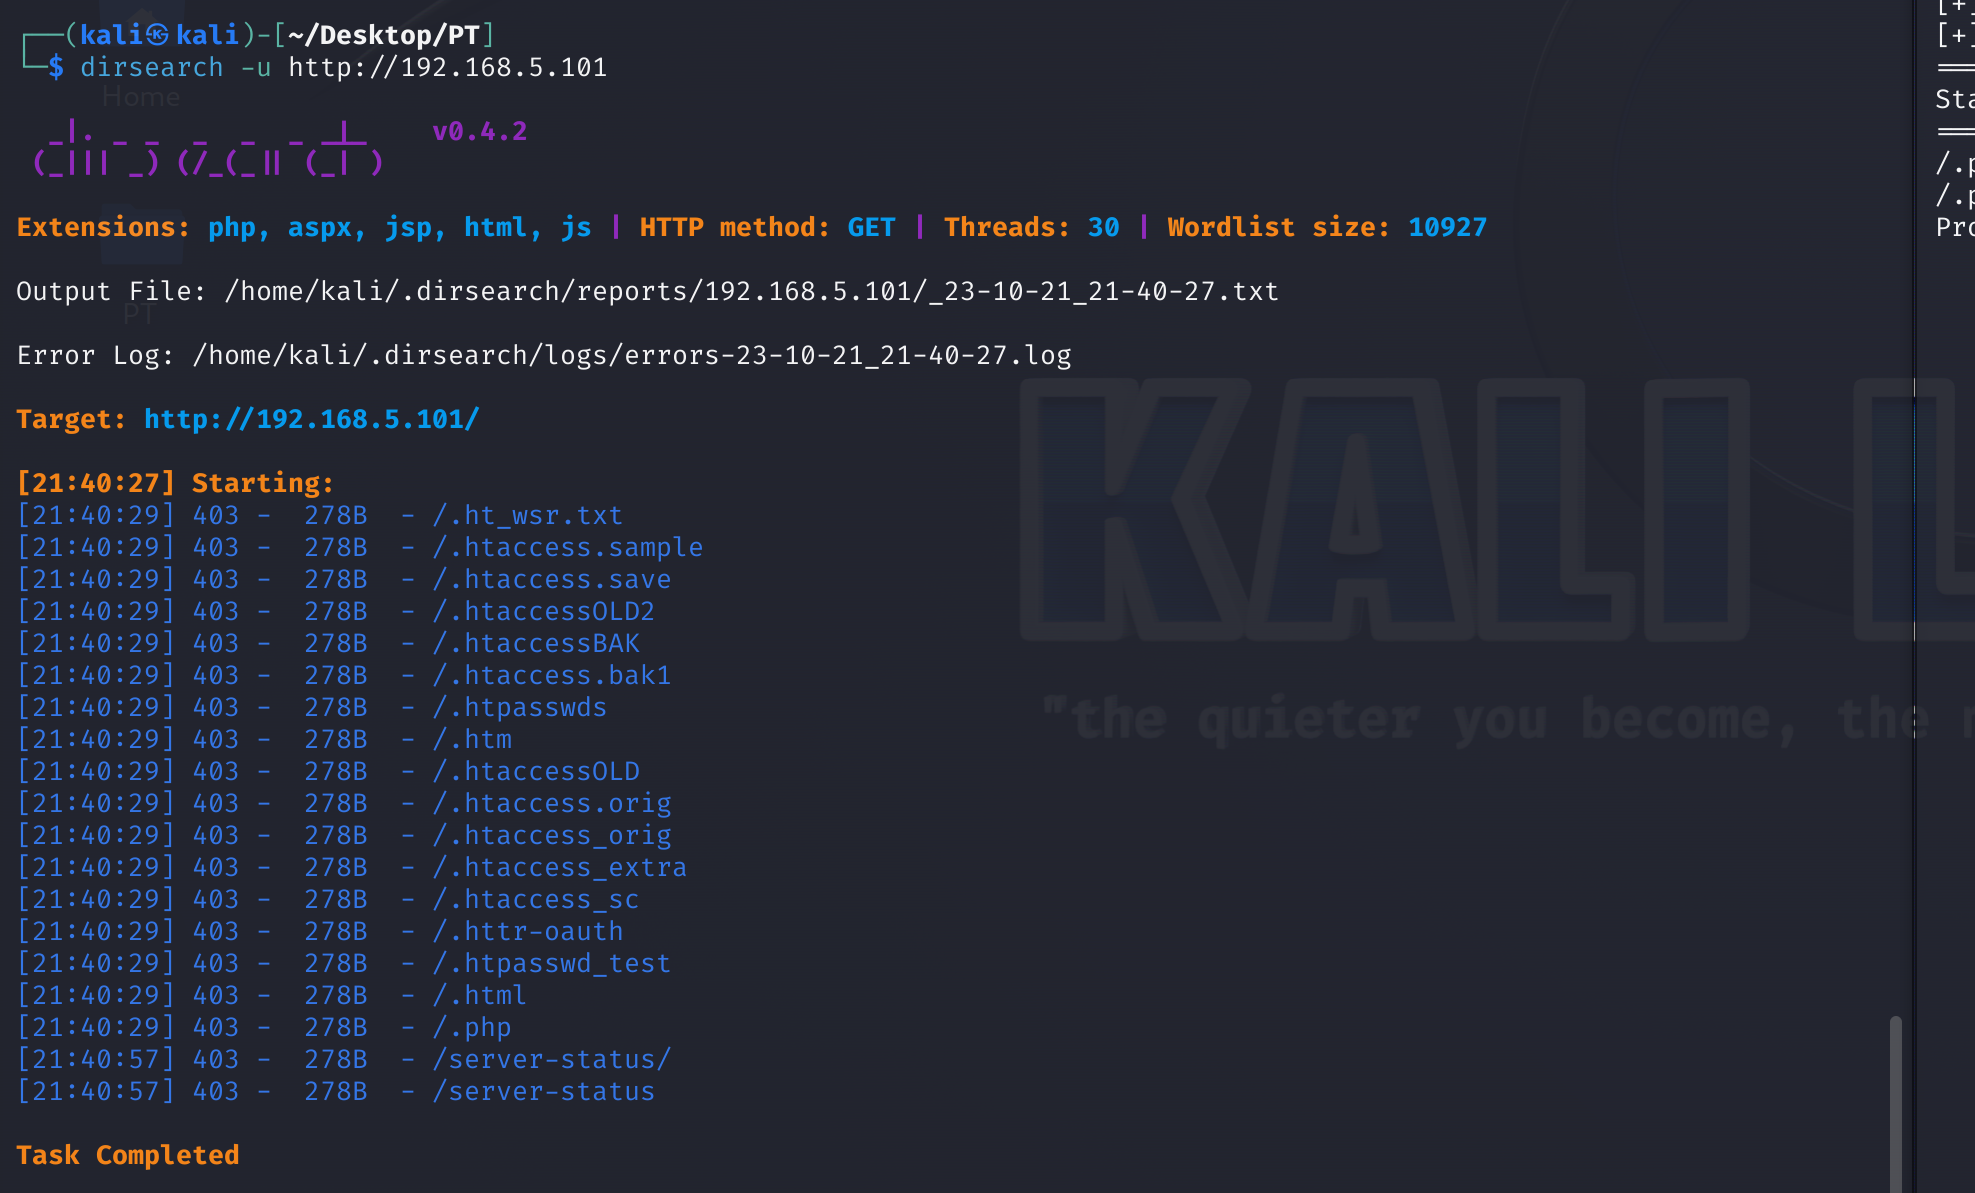 ┌──(kali㉿kali)-[~/Desktop/PT]
└─$ dirsearch -u http://192.168.5.101
Home
  _|. _ _  _  _  _ _|_    v0.4.2
 (_||| _) (/_(_|| (_| )
Extensions: php, aspx, jsp, html, js | HTTP method: GET | Threads: 30 | Wordlist size: 10927
Output File: /home/kali/.dirsearch/reports/192.168.5.101/_23-10-21_21-40-27.txt
PT
Error Log: /home/kali/.dirsearch/logs/errors-23-10-21_21-40-27.log
Target: http://192.168.5.101/
[21:40:27] Starting:
[21:40:29] 403 -  278B  - /.ht_wsr.txt
[21:40:29] 403 -  278B  - /.htaccess.sample
[21:40:29] 403 -  278B  - /.htaccess.save
[21:40:29] 403 -  278B  - /.htaccessOLD2
[21:40:29] 403 -  278B  - /.htaccessBAK
[21:40:29] 403 -  278B  - /.htaccess.bak1
[21:40:29] 403 -  278B  - /.htpasswds
[21:40:29] 403 -  278B  - /.htm
[21:40:29] 403 -  278B  - /.htaccessOLD
[21:40:29] 403 -  278B  - /.htaccess.orig
[21:40:29] 403 -  278B  - /.htaccess_orig
[21:40:29] 403 -  278B  - /.htaccess_extra
[21:40:29] 403 -  278B  - /.htaccess_sc
[21:40:29] 403 -  278B  - /.httr-oauth
[21:40:29] 403 -  278B  - /.htpasswd_test
[21:40:29] 403 -  278B  - /.html
[21:40:29] 403 -  278B  - /.php
[21:40:57] 403 -  278B  - /server-status/
[21:40:57] 403 -  278B  - /server-status
Task Completed
KALI L
"the quieter you become, the
[+]
[+]
Sta
/.p
/.p
Pro